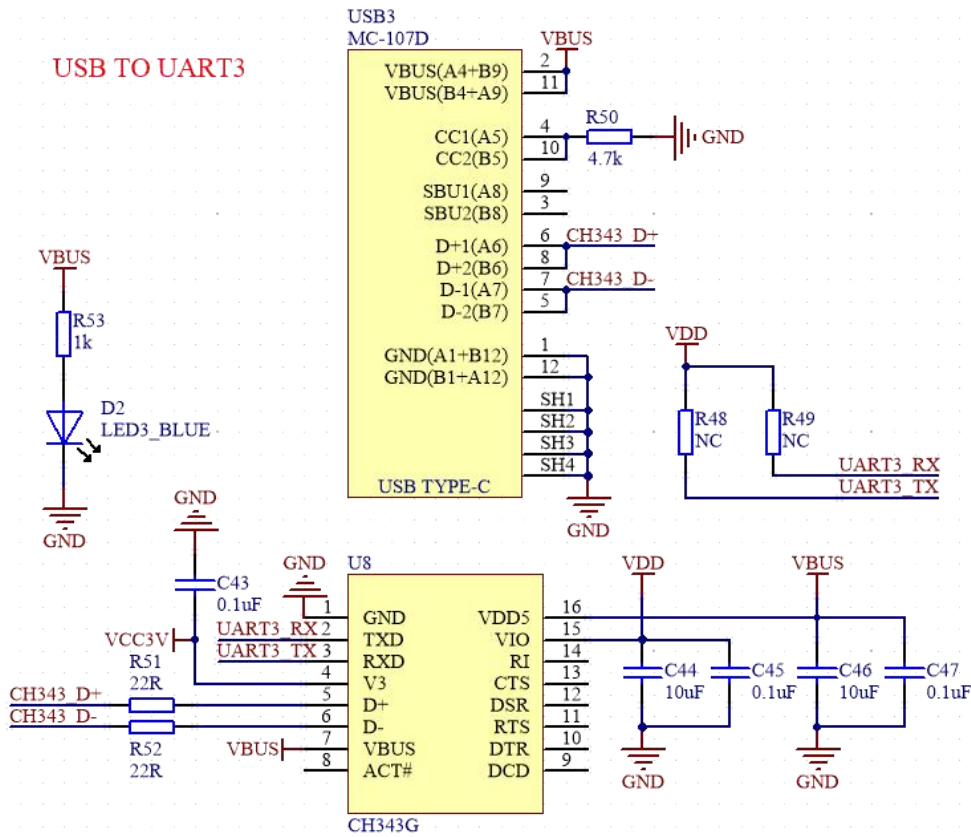 USB3
MC-107D
USB TO UART3
VBUS
VBUS(A4+B9) 2
VBUS(B4+A9) 11
CC1(A5) 4
CC2(B5) 10
R50
4.7k
GND
SBU1(A8) 9
SBU2(B8) 3
D+1(A6) 6 CH343_D+
D+2(B6) 8
D-1(A7) 7 CH343_D-
D-2(B7) 5
GND(A1+B12) 1
GND(B1+A12) 12
SH1
SH2
SH3
SH4
USB TYPE-C
GND
VBUS
R53
1k
D2
LED3_BLUE
GND
VDD
R48
NC
R49
NC
UART3_RX
UART3_TX
GND
C43
0.1uF
VCC3V
GND
UART3_RX
UART3_TX
R51
22R
CH343_D+
CH343_D-
R52
22R
VBUS
U8
1 GND VDD5 16
2 TXD VIO 15
3 RXD RI 14
4 V3 CTS 13
5 D+ DSR 12
6 D- RTS 11
7 VBUS DTR 10
8 ACT# DCD 9
CH343G
VDD
C44
10uF
C45
0.1uF
GND
VBUS
C46
10uF
C47
0.1uF
GND